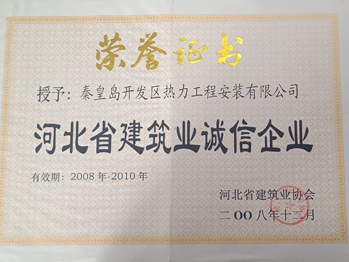 荣誉证书
授予：秦皇岛开发区热力工程安装有限公司
河北省建筑业诚信企业
有效期：2008年-2010年
河北省建筑业协会
二〇〇八年十二月